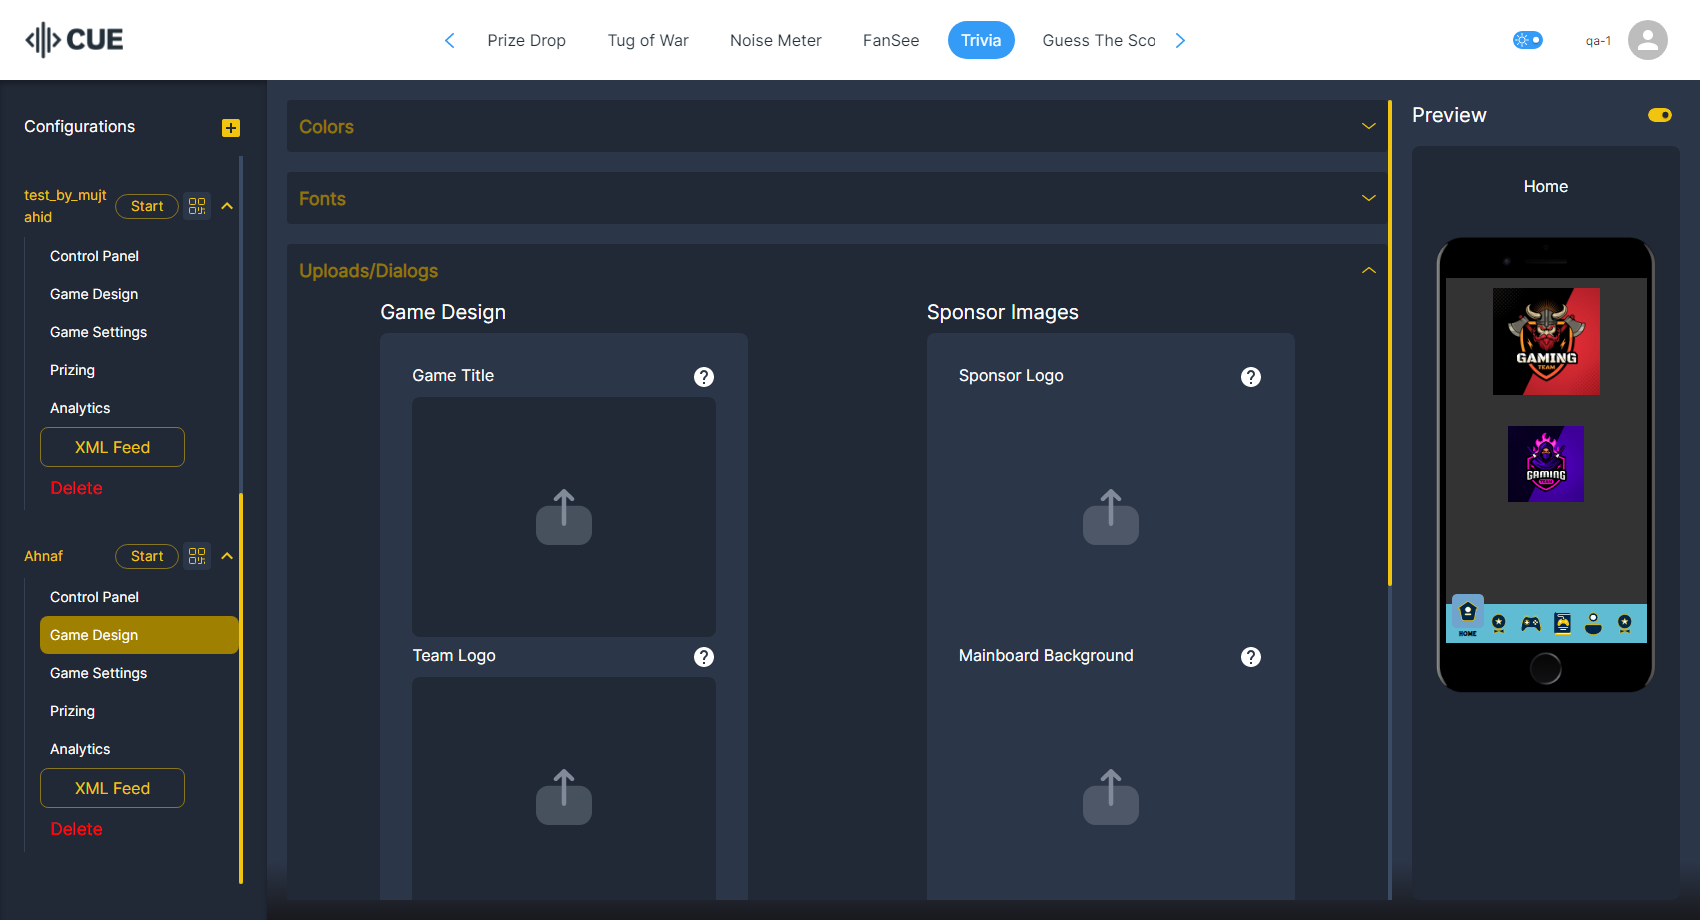 CUE
Prize Drop
Tug of War
Noise Meter
FanSee
Trivia
Guess The Sco
qa-1
Configurations
test_by_mujt
ahid
Start
Control Panel
Game Design
Game Settings
Prizing
Analytics
XML Feed
Delete
Ahnaf
Start
Control Panel
Game Design
Game Settings
Prizing
Analytics
XML Feed
Delete
Colors
Fonts
Uploads/Dialogs
Game Design
Game Title
?
Team Logo
?
Sponsor Images
Sponsor Logo
?
Mainboard Background
?
Preview
Home
GAMING
TEAM
GAMING
TEAM
HOME